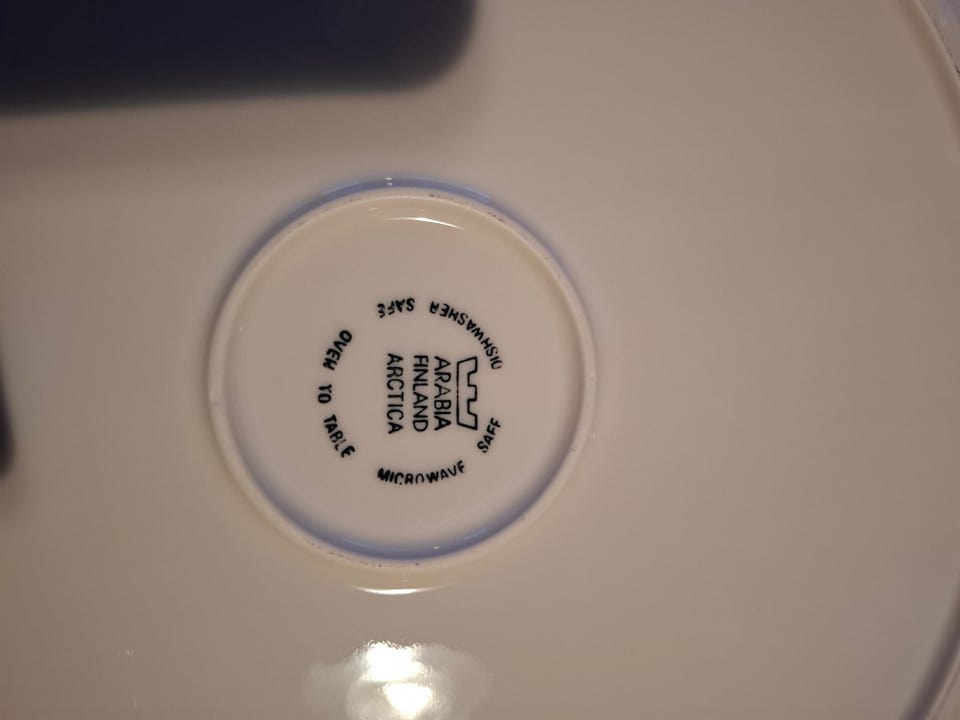 ARABIA
FINLAND
ARCTICA
DISHWASHER SAFE
OVEN TO TABLE
MICROWAVE SAFE